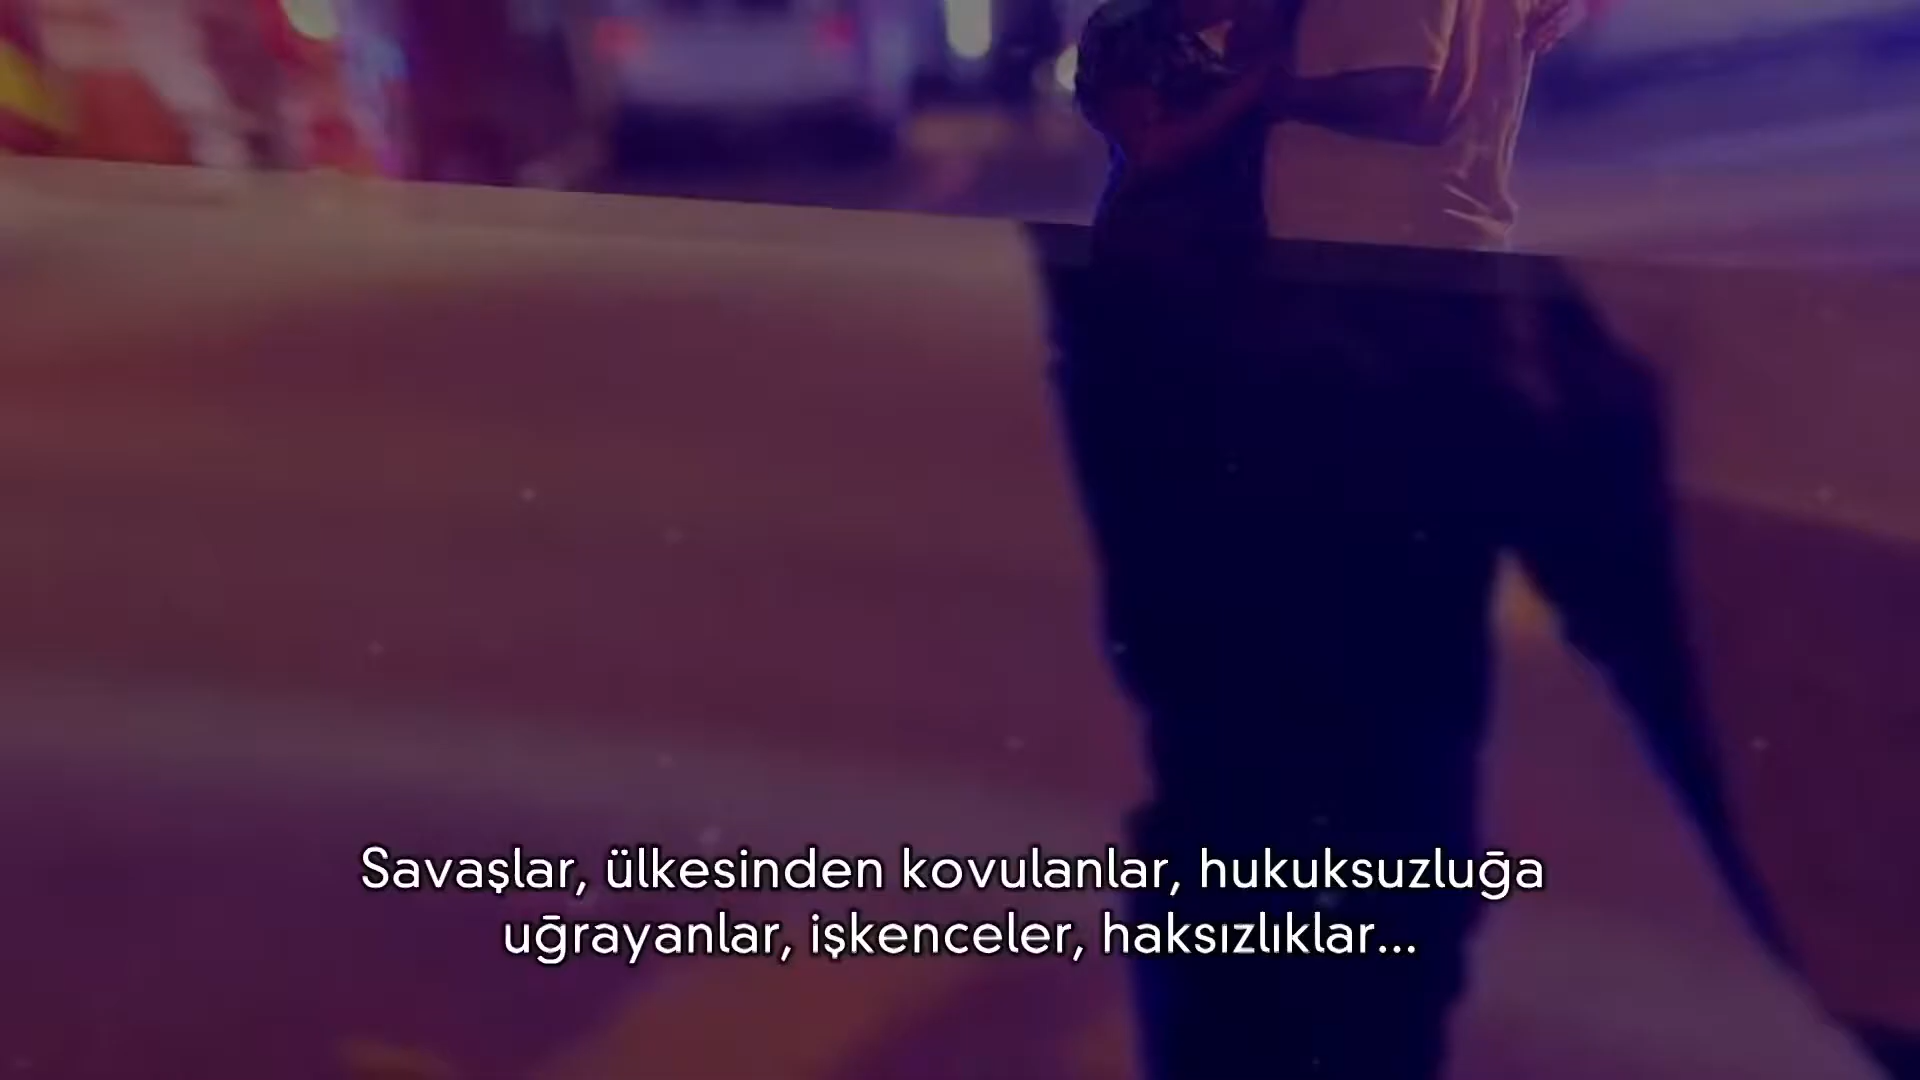 Savaşlar, ülkesinden kovulanlar, hukuksuzluğa
uğrayanlar, işkenceler, haksızlıklar...